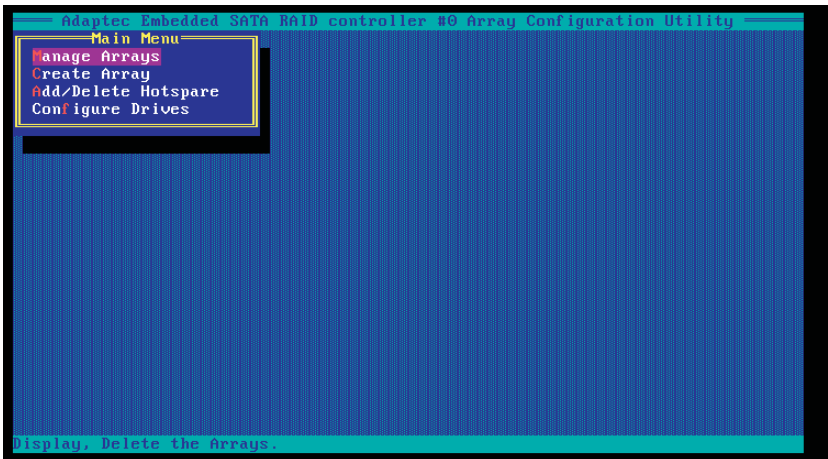 Adaptec Embedded SATA RAID controller #0 Array Configuration Utility
Main Menu
Manage Arrays
Create Array
Add/Delete Hotspare
Configure Drives
Display, Delete the Arrays.